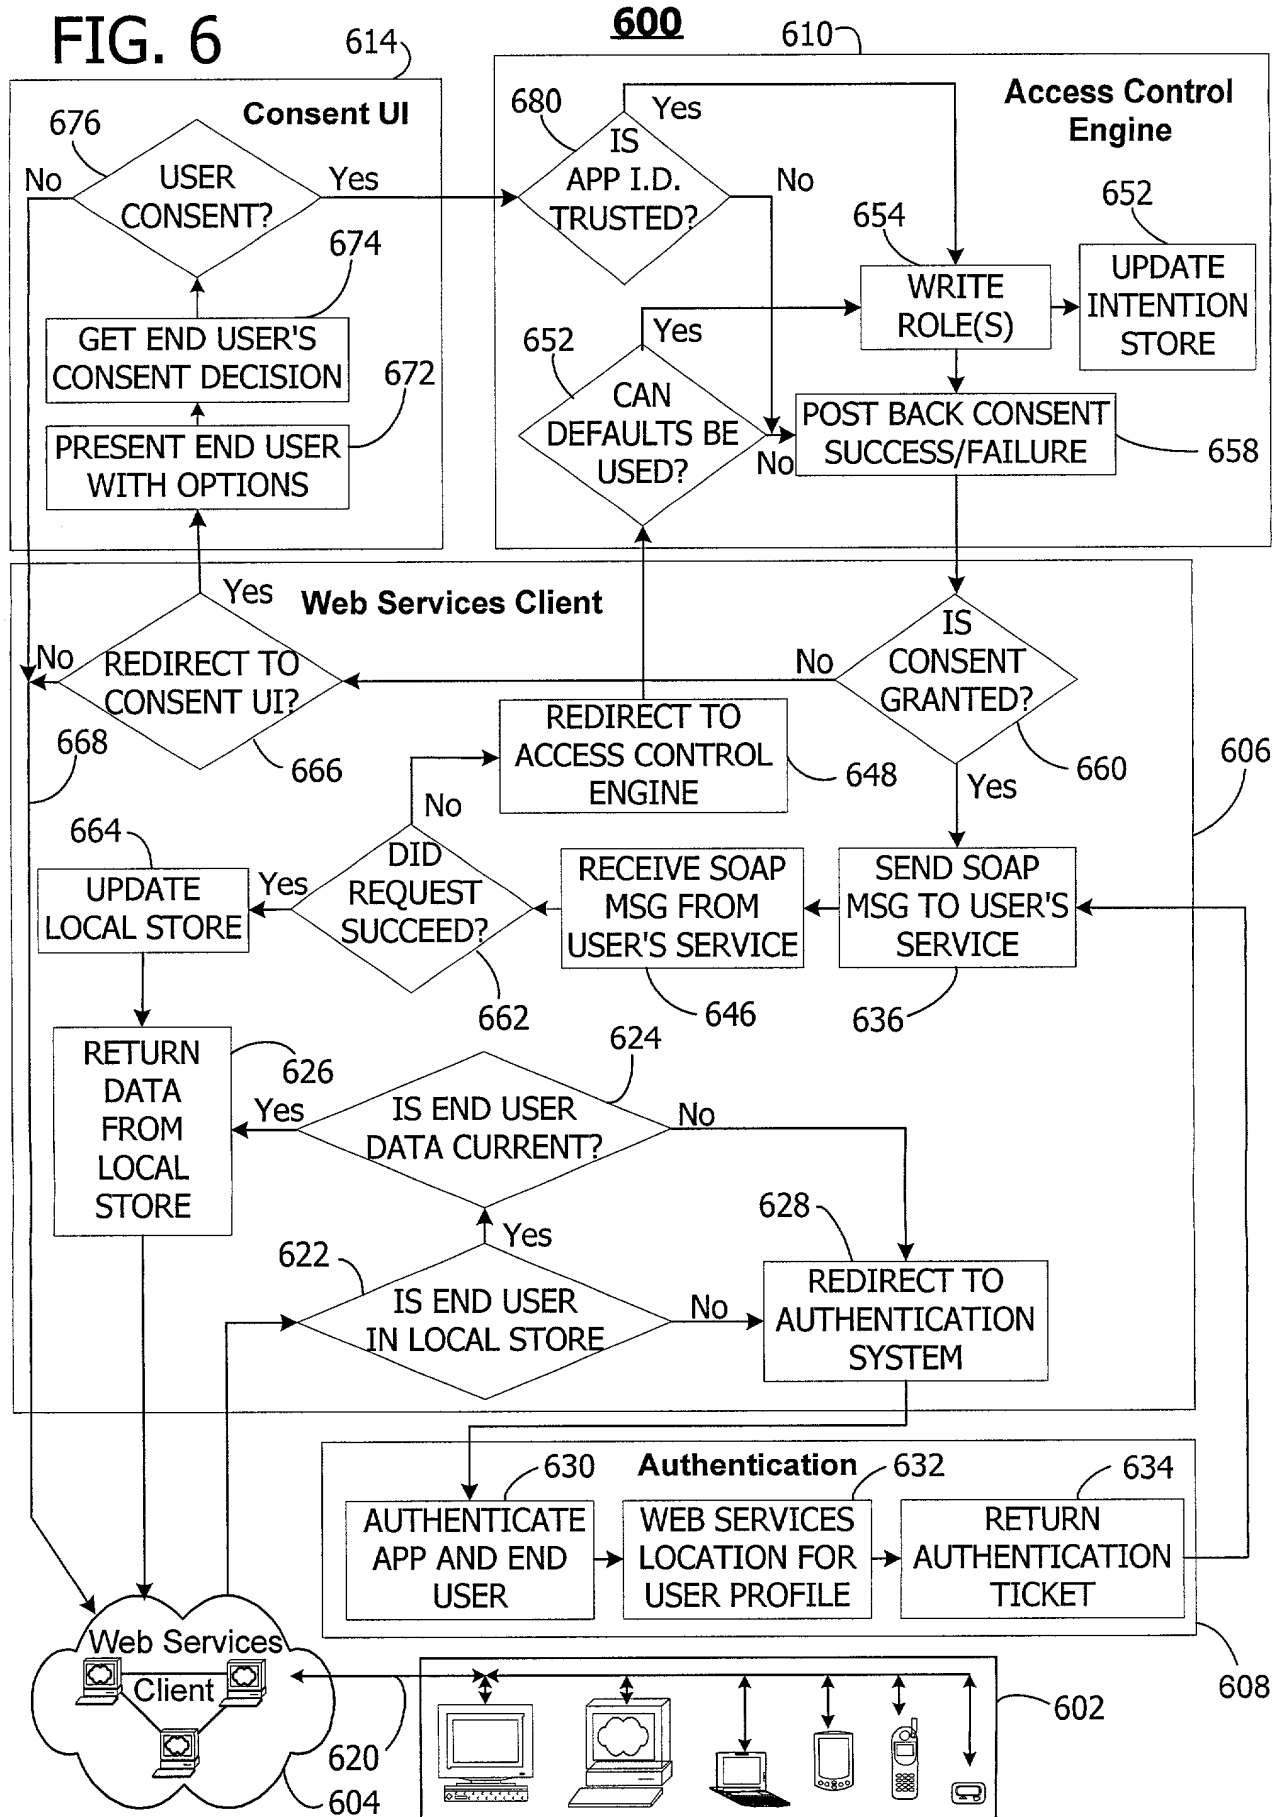 FIG. 6
600
614
610
Consent UI
Access Control
Engine
676
USER
CONSENT?
No
Yes
674
GET END USER'S
CONSENT DECISION
672
PRESENT END USER
WITH OPTIONS
680
IS
APP I.D.
TRUSTED?
Yes
No
654
WRITE
ROLE(S)
652
UPDATE
INTENTION
STORE
652
CAN
DEFAULTS BE
USED?
Yes
No
POST BACK CONSENT
SUCCESS/FAILURE
658
Web Services Client
Yes
No
REDIRECT TO
CONSENT UI?
666
668
No
IS
CONSENT
GRANTED?
660
Yes
REDIRECT TO
ACCESS CONTROL
ENGINE
648
606
No
664
UPDATE
LOCAL STORE
Yes
DID
REQUEST
SUCCEED?
662
RECEIVE SOAP
MSG FROM
USER'S SERVICE
646
SEND SOAP
MSG TO USER'S
SERVICE
636
RETURN
DATA
FROM
LOCAL
STORE
626
Yes
624
IS END USER
DATA CURRENT?
No
628
Yes
622
IS END USER
IN LOCAL STORE
No
REDIRECT TO
AUTHENTICATION
SYSTEM
Authentication
630
AUTHENTICATE
APP AND END
USER
632
WEB SERVICES
LOCATION FOR
USER PROFILE
634
RETURN
AUTHENTICATION
TICKET
608
Web Services
Client
620
604
602